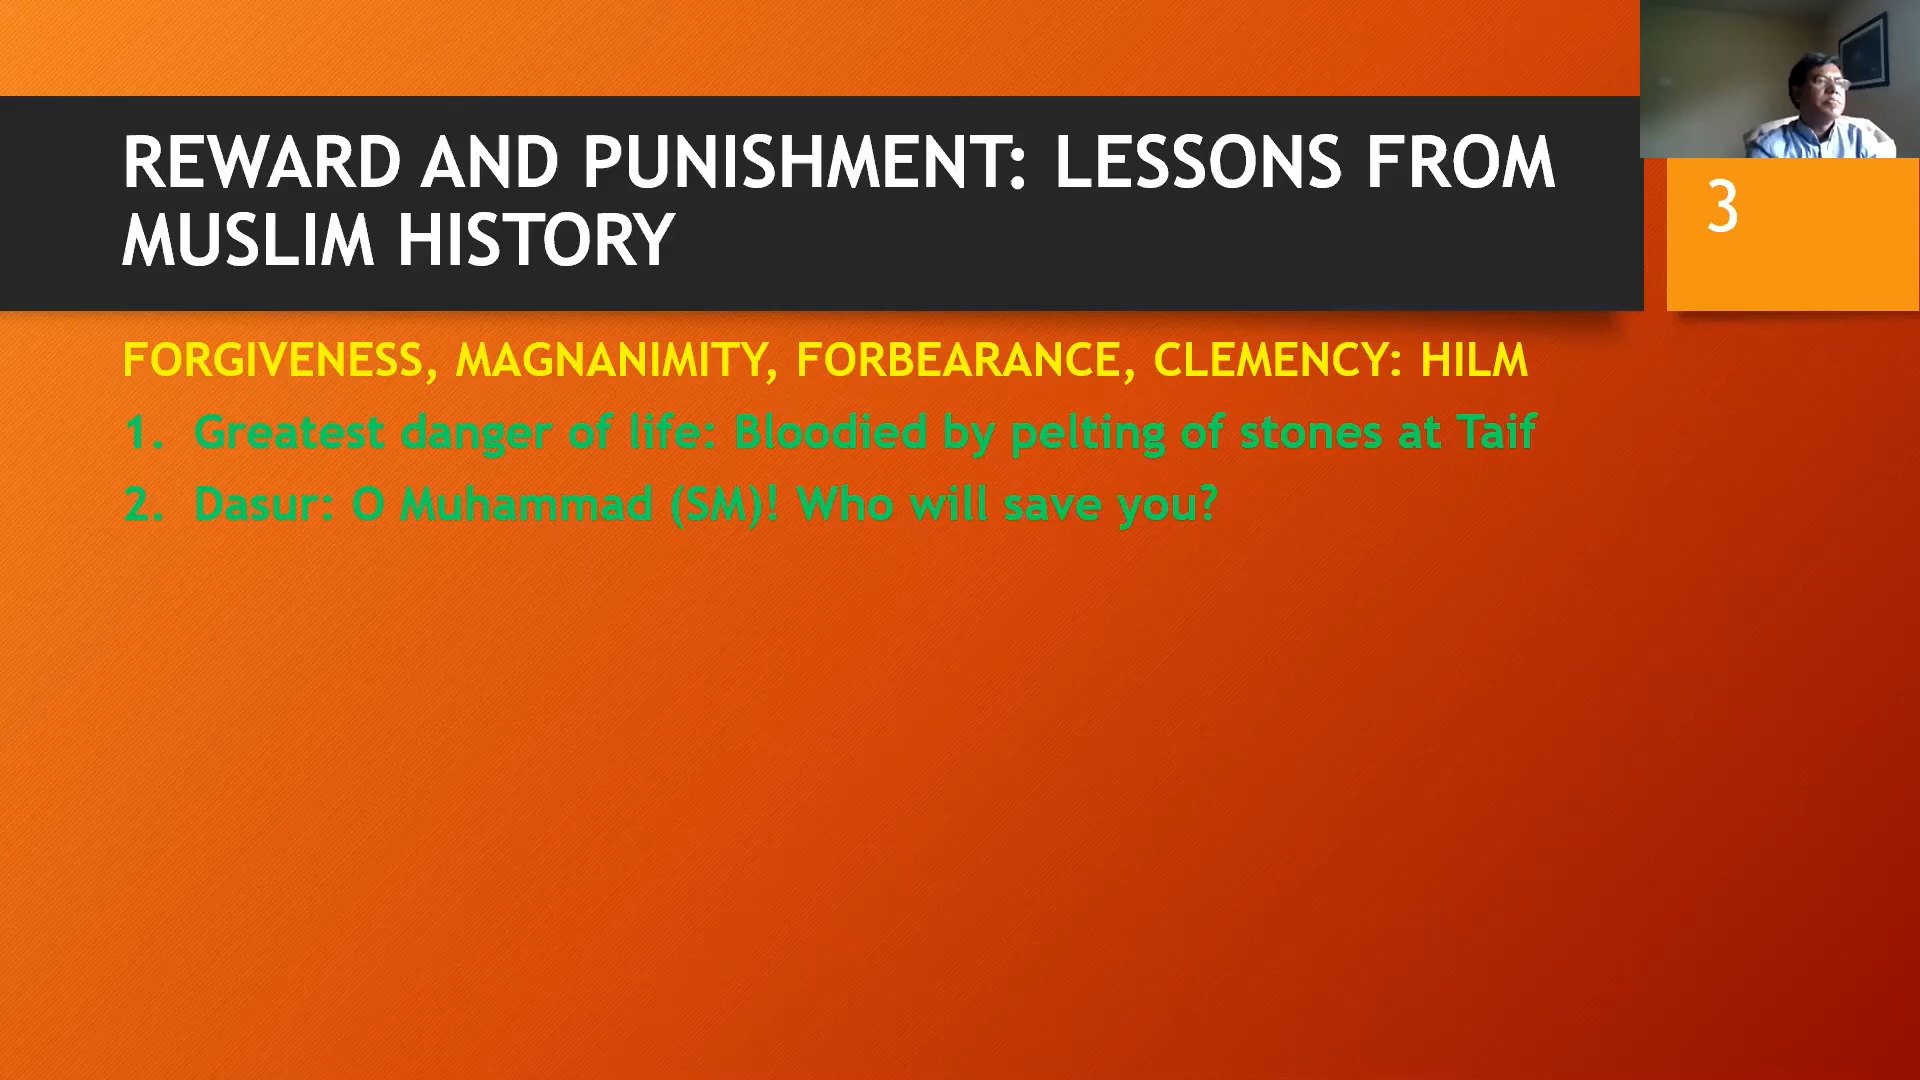 REWARD AND PUNISHMENT: LESSONS FROM
MUSLIM HISTORY
3
FORGIVENESS, MAGNANIMITY, FORBEARANCE, CLEMENCY: HILM
1. Greatest danger of life: Bloodied by pelting of stones at Taif
2. Dasur: O Muhammad (SM)! Who will save you?